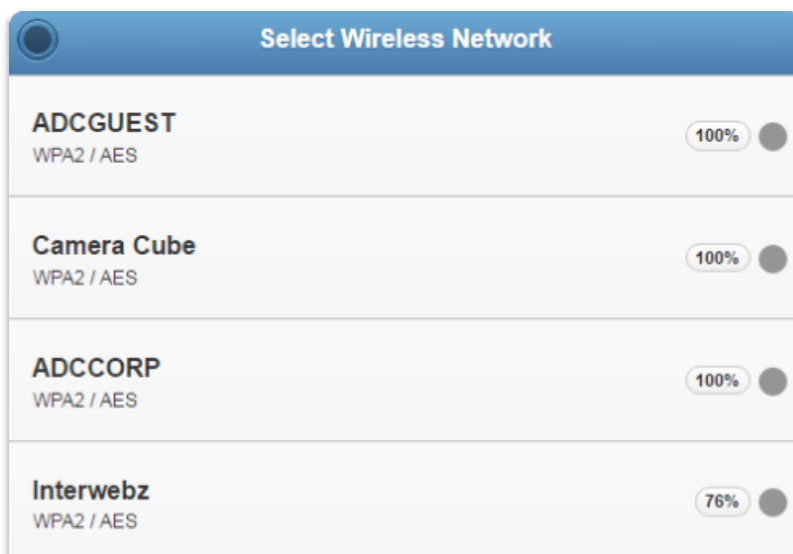 Select Wireless Network
ADCGUEST
WPA2 / AES
100%
Camera Cube
WPA2 / AES
100%
ADCCORP
WPA2 / AES
100%
Interwebz
WPA2 / AES
76%